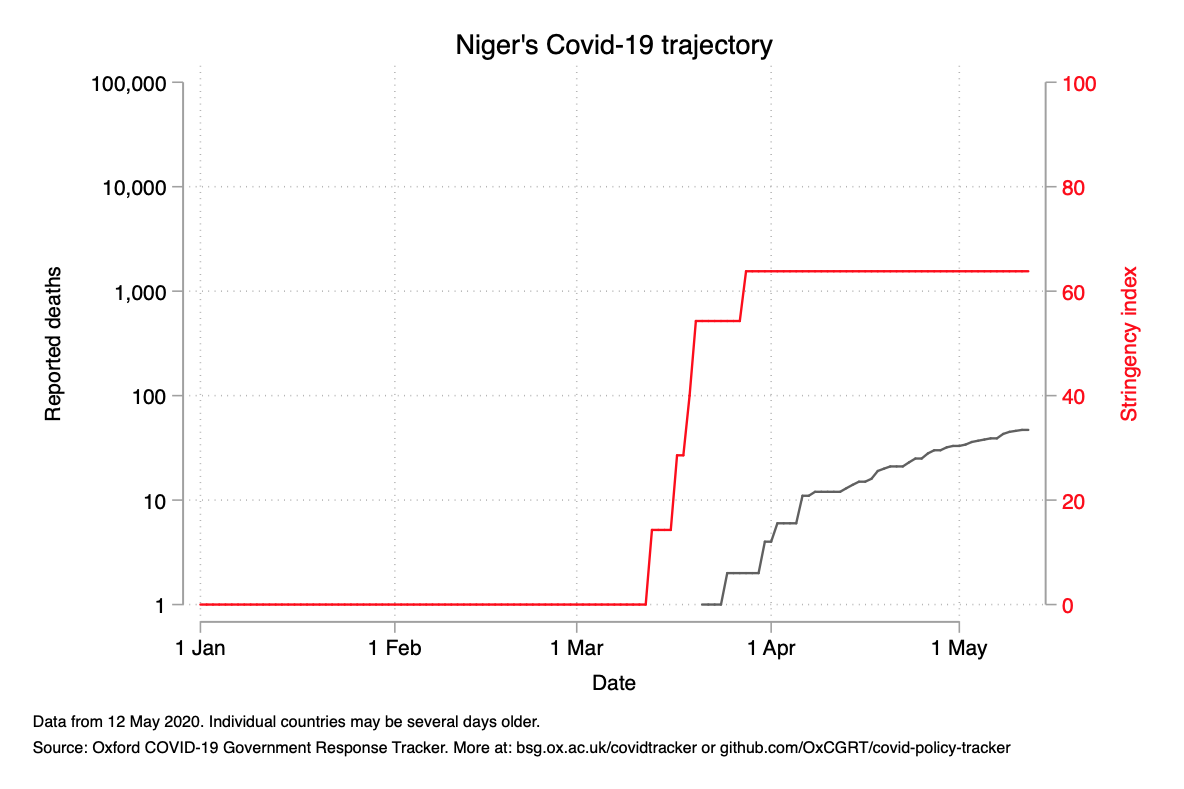 Niger's Covid-19 trajectory
100,000
10,000
1,000
100
10
1
Reported deaths
100
80
60
40
20
0
Stringency index
1 Jan 1 Feb 1 Mar 1 Apr 1 May
Date
Data from 12 May 2020. Individual countries may be several days older.
Source: Oxford COVID-19 Government Response Tracker. More at: bsg.ox.ac.uk/covidtracker or github.com/OxCGRT/covid-policy-tracker